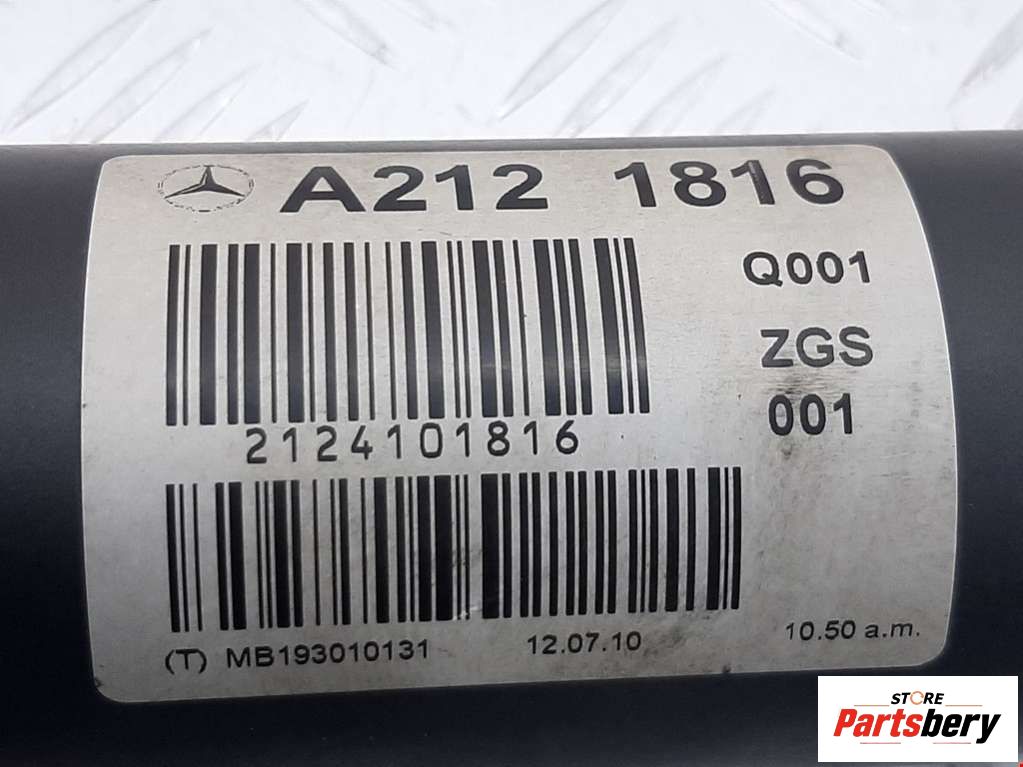 A212 1816
Q001
ZGS
001
2124101816
(T) MB193010131 12.07.10 10.50 a.m.
STORE
Partsbery